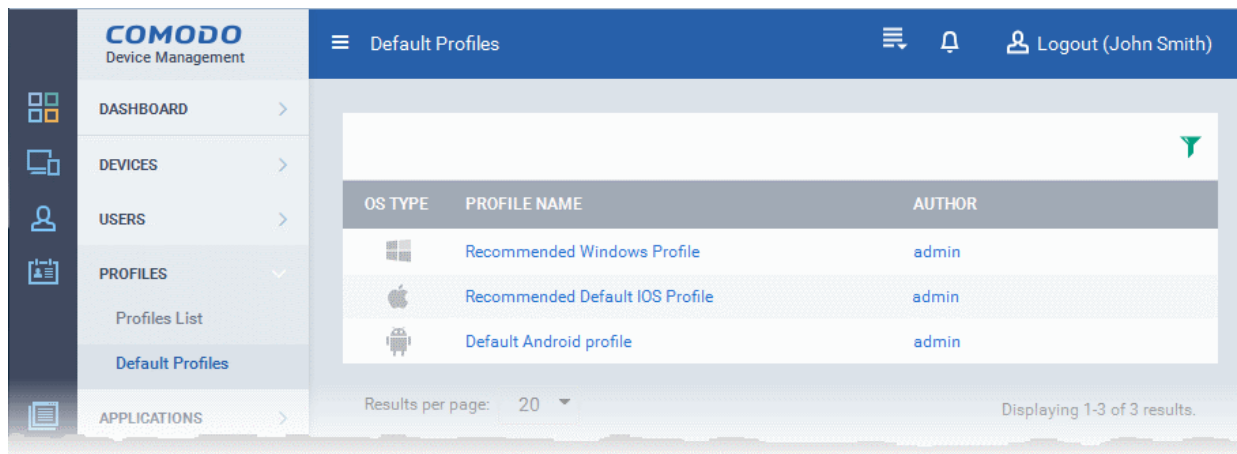 COMODO
Device Management
Default Profiles
Logout (John Smith)
DASHBOARD
DEVICES
USERS
PROFILES
Profiles List
Default Profiles
APPLICATIONS
OS TYPE PROFILE NAME AUTHOR
Recommended Windows Profile admin
Recommended Default IOS Profile admin
Default Android profile admin
Results per page: 20
Displaying 1-3 of 3 results.